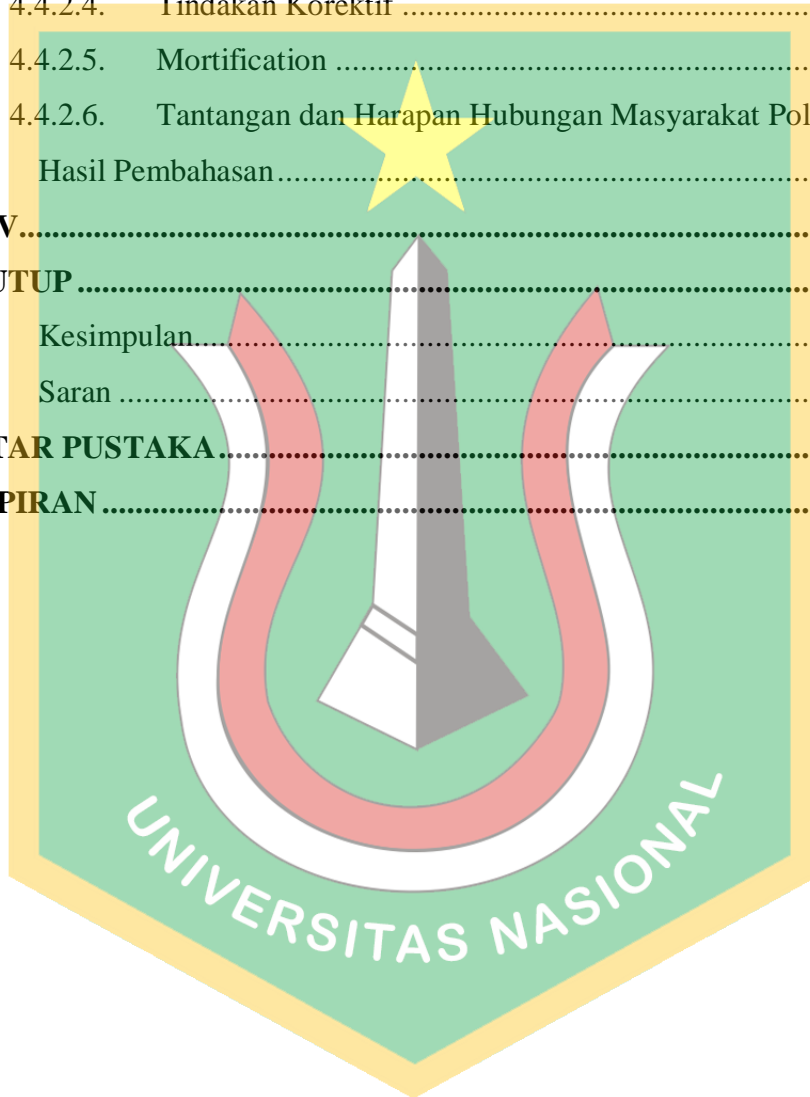 4.4.2.4. Tindakan Korektif ........................................................
4.4.2.5. Mortification ................................................................
4.4.2.6. Tantangan dan Harapan Hubungan Masyarakat Pol
Hasil Pembahasan........................................................................
V.......................................................................................................
UTUP ..............................................................................................
Kesimpulan...................................................................................
Saran ............................................................................................
TAR PUSTAKA.............................................................................
PIRAN............................................................................................
UNIVERSITAS NASIONAL